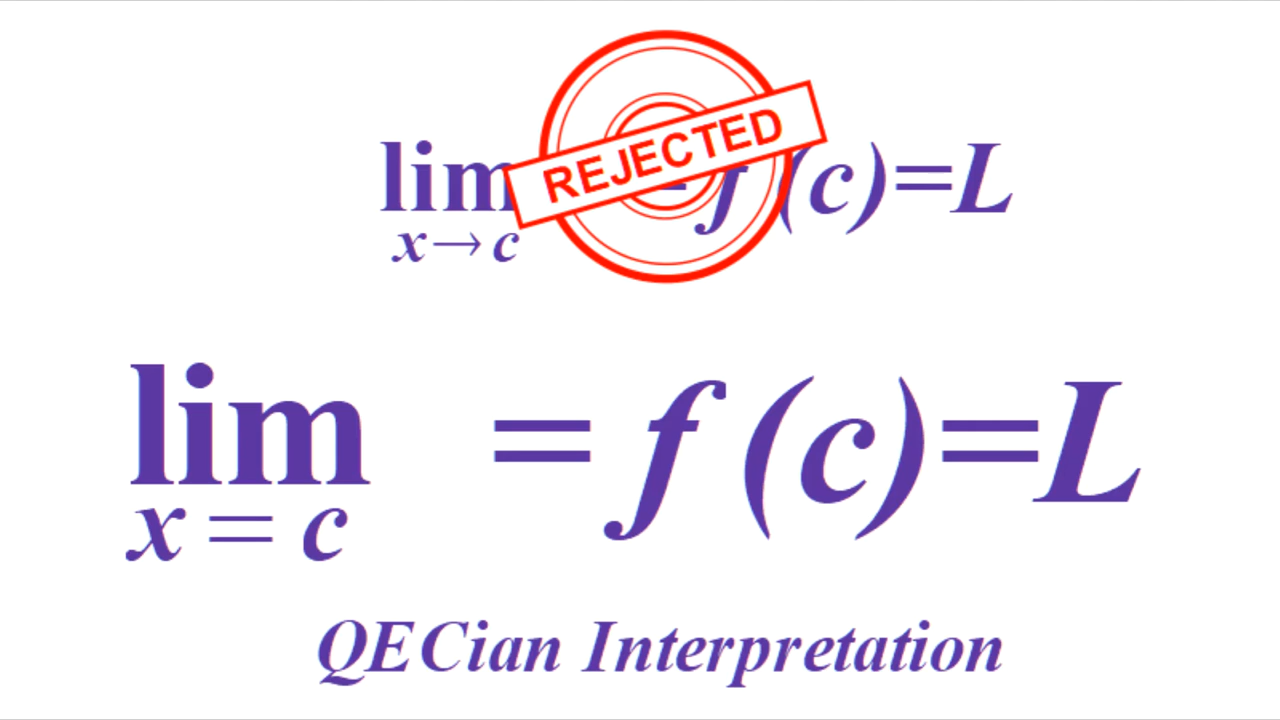 lim = f (c)=L
x→c
REJECTED
lim = f (c)=L
x = c
QECian Interpretation